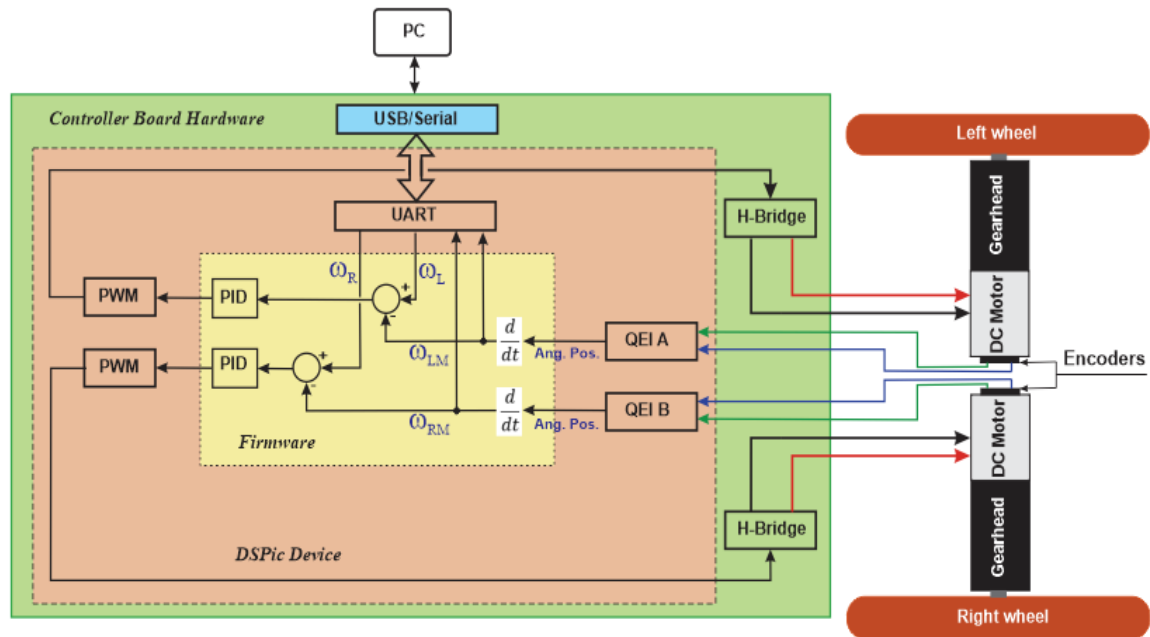 PC
Controller Board Hardware
USB/Serial
Left wheel
UART
H-Bridge
Gearhead
ω_R
ω_L
+
-
PWM
PID
DC Motor
d/dt
QEI A
Ang. Pos.
ω_LM
Encoders
PWM
PID
+
-
d/dt
QEI B
Ang. Pos.
ω_RM
Firmware
DC Motor
H-Bridge
DSPic Device
Gearhead
Right wheel